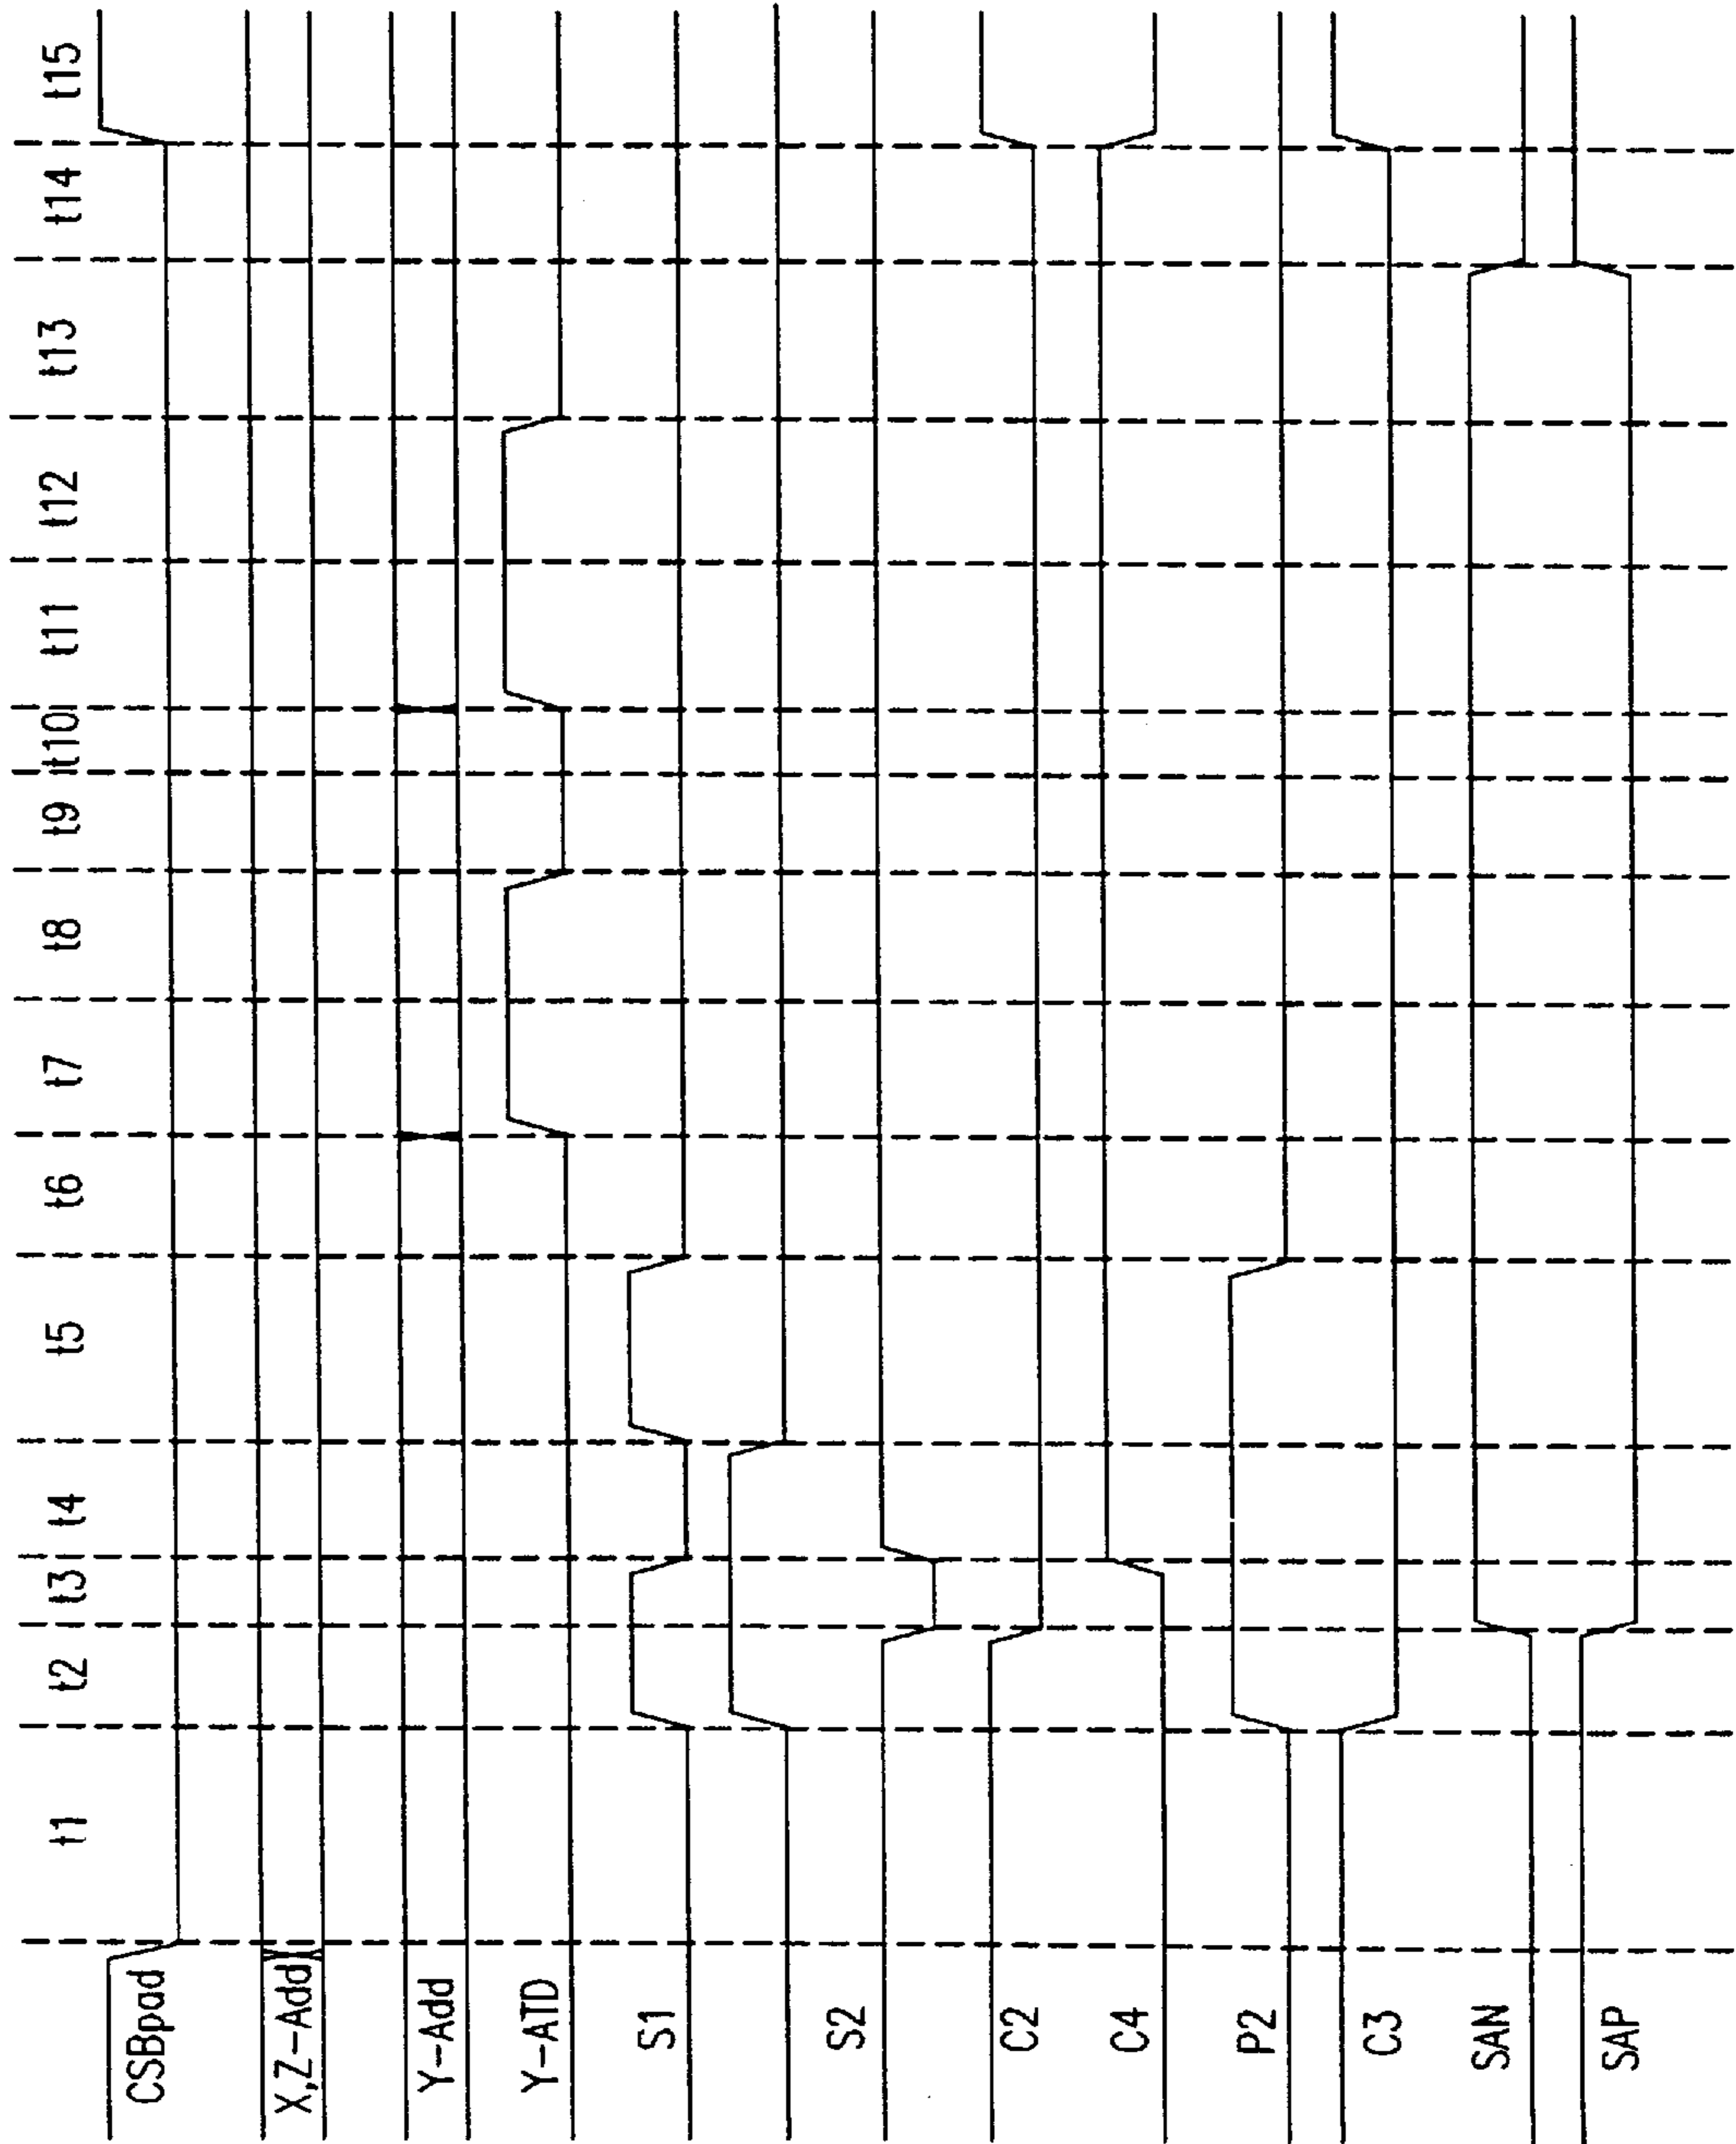 t1 t2 t3 t4 t5 t6 t7 t8 t9 t10 t11 t12 t13 t14 t15
CSBpad
X,Z-Add
Y-Add
Y-ATD
S1
S2
C2
C4
P2
C3
SAN
SAP